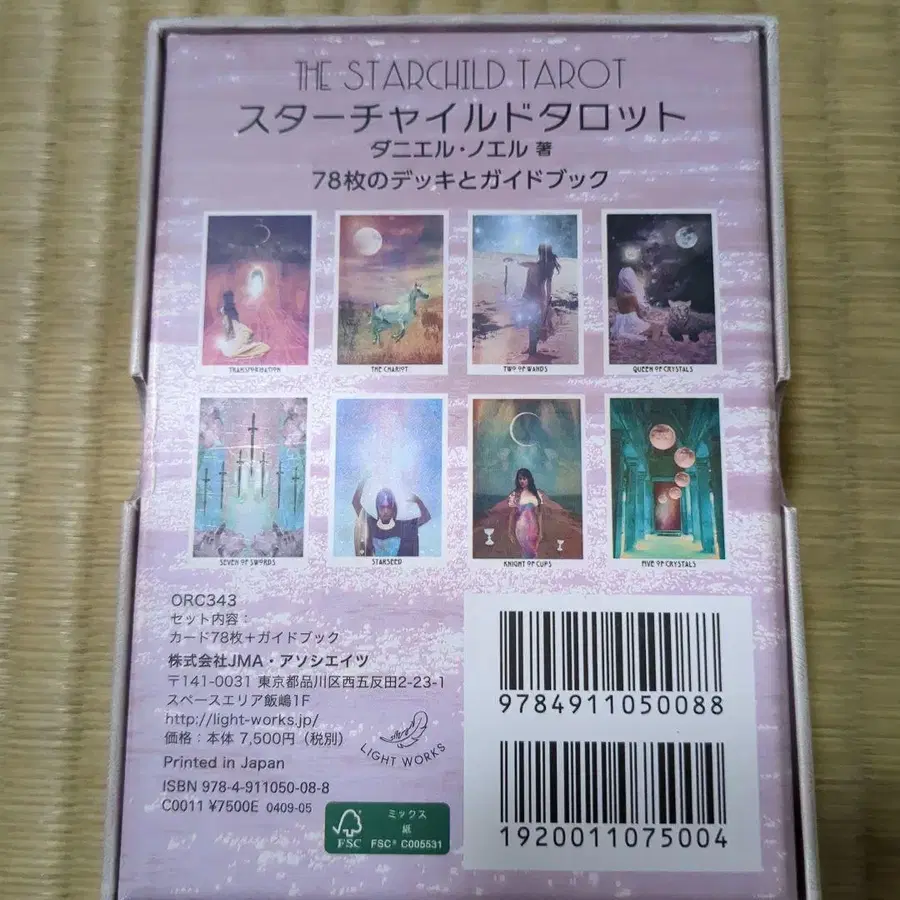 THE STARCHILD TAROT
スターチャイルドタロット
ダニエル・ノエル 著
78枚のデッキとガイドブック
TRANSFORMATION
THE CHARIOT
TWO OF WANDS
QUEEN OF CRYSTALS
SEVEN OF SWORDS
STARSEED
KNIGHT OF CUPS
FIVE OF CRYSTALS
ORC343
セット内容：
カード78枚＋ガイドブック
株式会社JMA・アソシエイツ
〒141-0031 東京都品川区西五反田2-23-1
スペースエリア飯嶋1F
http://light-works.jp/
価格：本体 7,500円（税別）
Printed in Japan
ISBN 978-4-911050-08-8
C0011 ¥7500E 0409-05
LIGHT WORKS
FSC
ミックス
紙
FSC® C005531
9784911050088
1920011075004